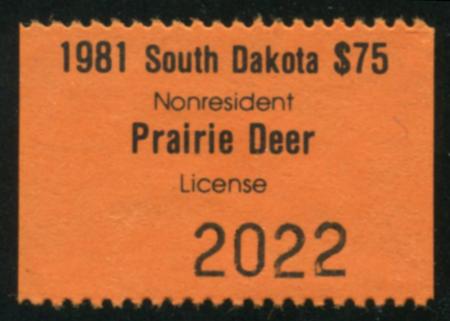 1981 South Dakota $75
Nonresident
Prairie Deer
License
2022